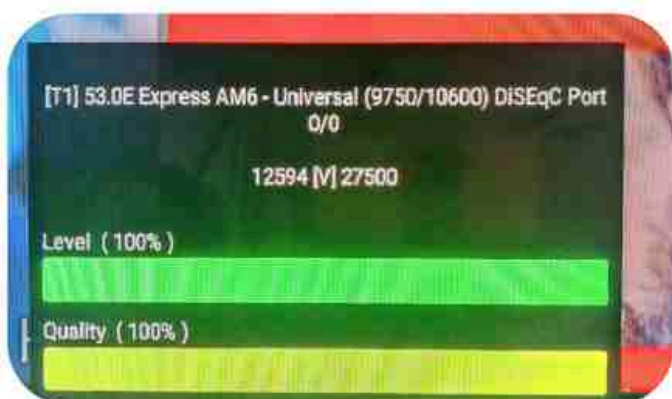 [T1] 53.0E Express AM6 - Universal (9750/10600) DiSEqC Port
0/0
12594 [V] 27500
Level ( 100% )
Quality ( 100% )